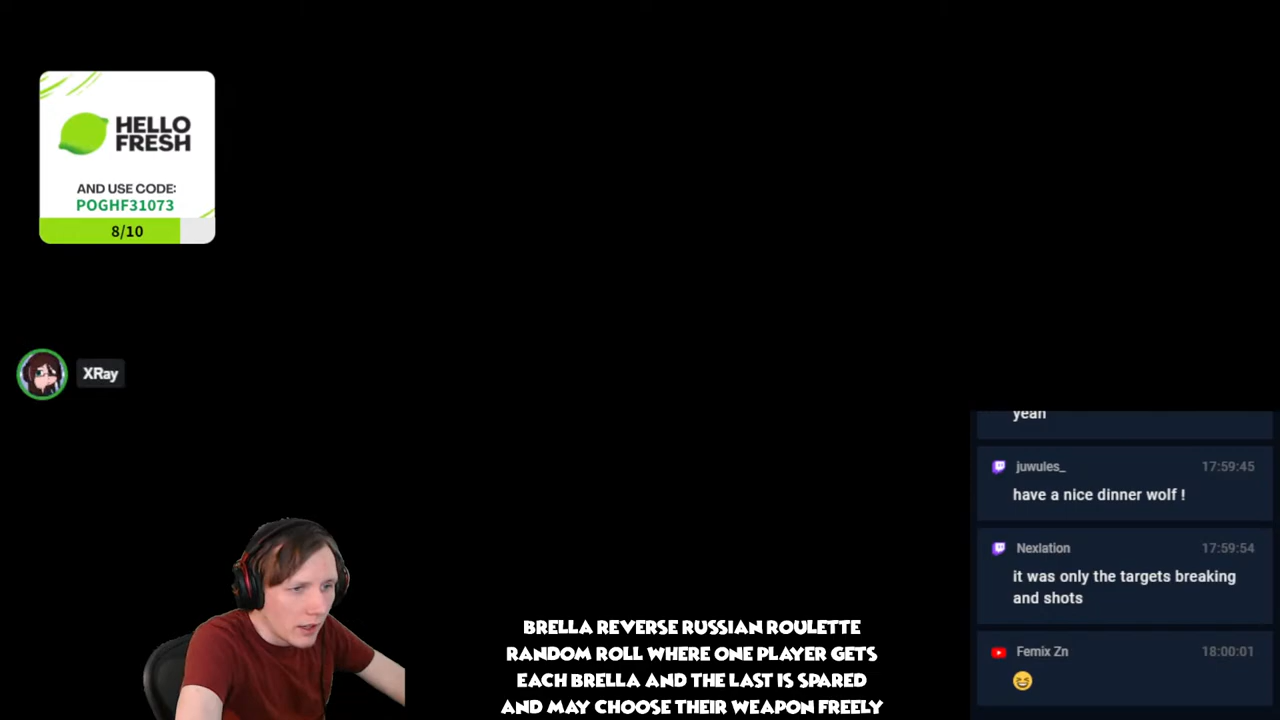 HELLO
FRESH
AND USE CODE:
POGHF31073
8/10
XRay
yeah
juwules_ 17:59:45
have a nice dinner wolf !
Nexlation 17:59:54
it was only the targets breaking
and shots
Femix Zn 18:00:01
BRELLA REVERSE RUSSIAN ROULETTE
RANDOM ROLL WHERE ONE PLAYER GETS
EACH BRELLA AND THE LAST IS SPARED
AND MAY CHOOSE THEIR WEAPON FREELY